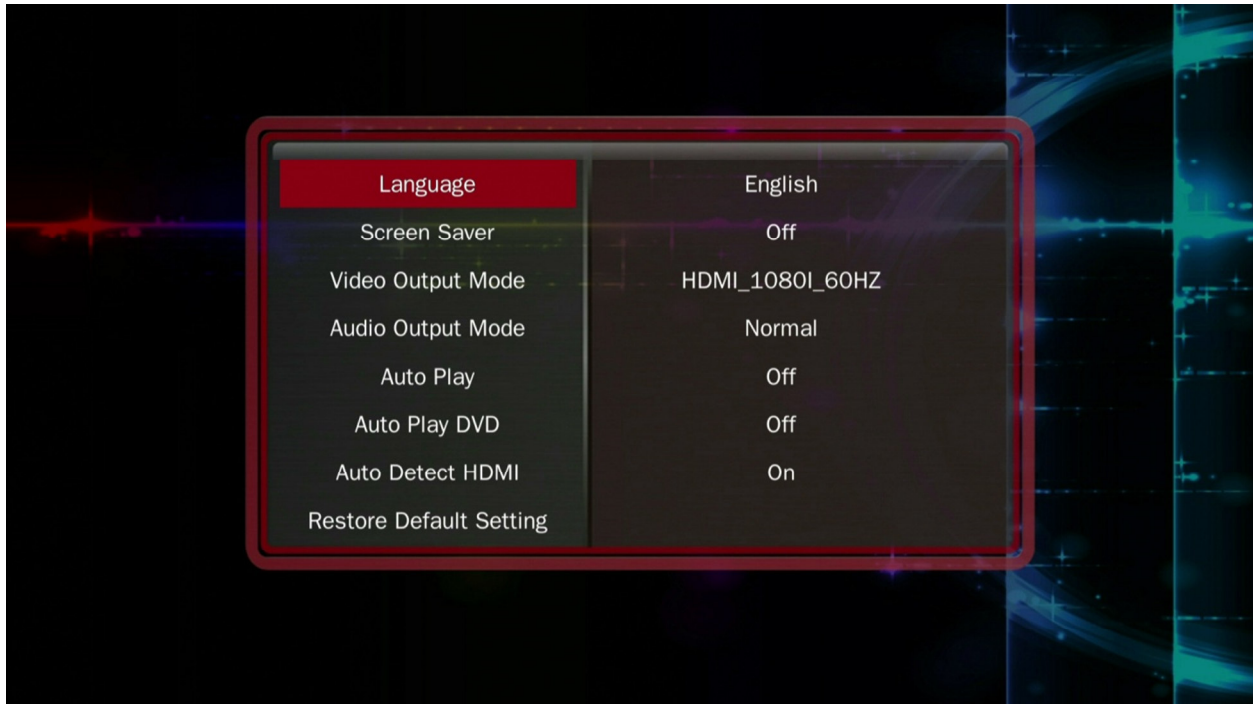 Language English
Screen Saver Off
Video Output Mode HDMI_1080I_60HZ
Audio Output Mode Normal
Auto Play Off
Auto Play DVD Off
Auto Detect HDMI On
Restore Default Setting